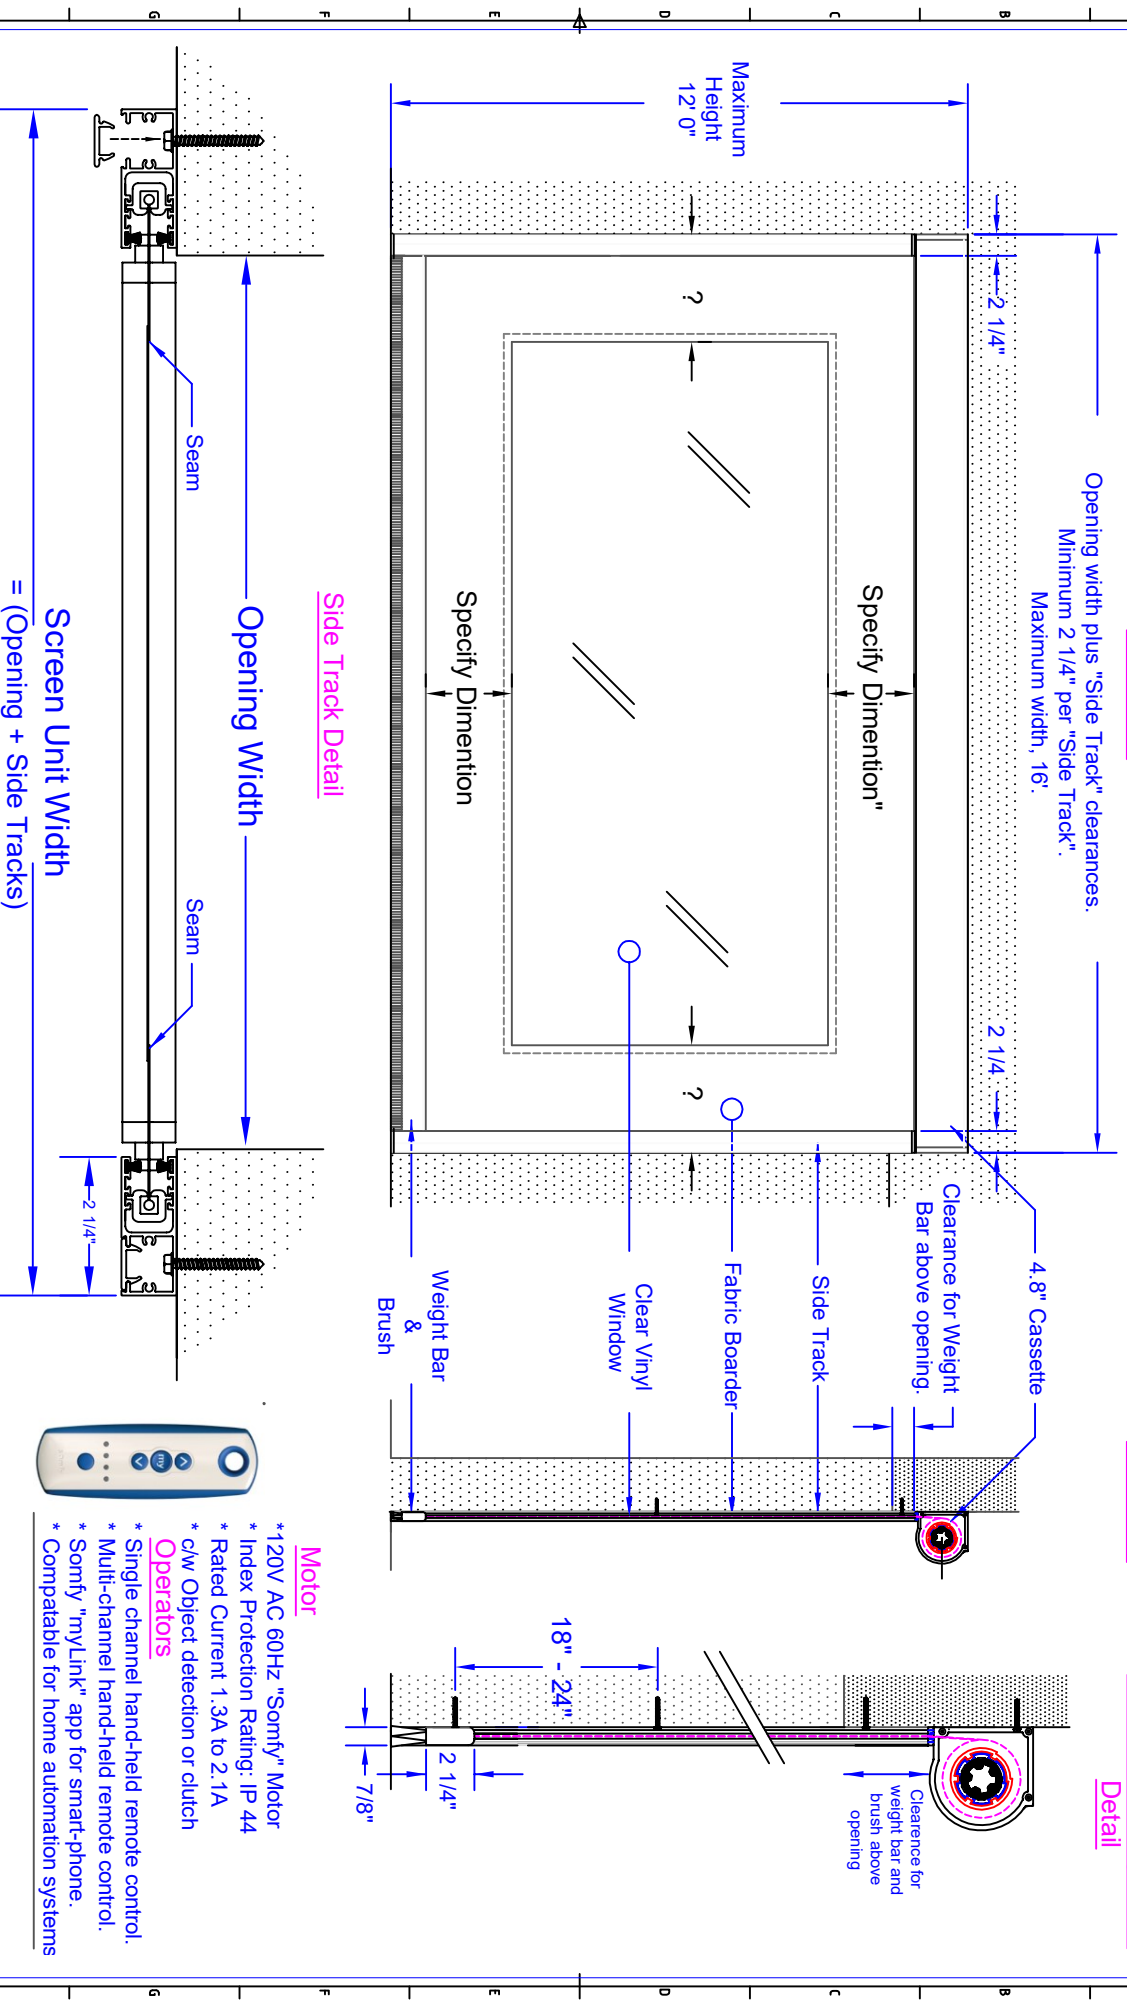 B
C
D
E
F
G
Opening width plus "Side Track" clearances.
Minimum 2 1/4" per "Side Track".
Maximum width, 16'.
2 1/4"
2 1/4
Maximum
Height
12' 0"
?
?
Specify Dimention"
Specify Dimention
4.8" Cassette
Clearance for Weight
Bar above opening.
Side Track
Fabric Boarder
Clear Vinyl
Window
Weight Bar
&
Brush
Detail
Clearence for
weight bar and
brush above
opening
18" - 24"
2 1/4"
7/8"
Side Track Detail
Opening Width
Seam
Seam
2 1/4"
Screen Unit Width
= (Opening + Side Tracks)
my
Motor
*120V AC 60Hz "Somfy" Motor
* Index Protection Rating: IP 44
* Rated Current 1.3A to 2.1A
* c/w Object detection or clutch
Operators
* Single channel hand-held remote control.
* Multi-channel hand-held remote control.
* Somfy "myLink" app for smart-phone.
* Compatable for home automation systems
B
C
D
E
F
G